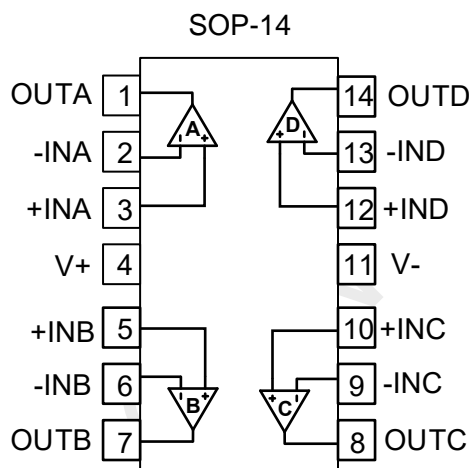 SOP-14
OUTA 1 14 OUTD
A D
-INA 2 13 -IND
+INA 3 12 +IND
V+ 4 11 V-
+INB 5 10 +INC
-INB 6 9 -INC
B C
OUTB 7 8 OUTC